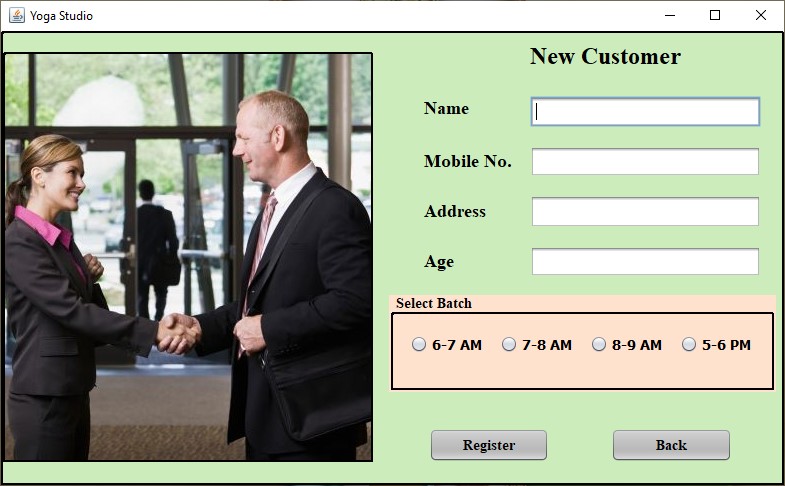 Yoga Studio
New Customer
Name
Mobile No.
Address
Age
Select Batch
6-7 AM 7-8 AM 8-9 AM 5-6 PM
Register Back